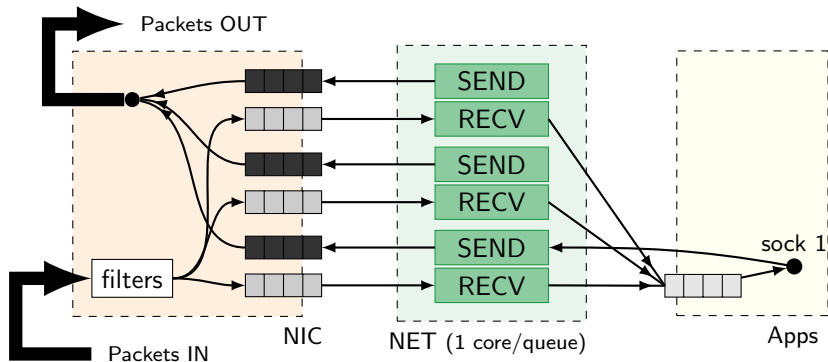 Packets OUT
SEND
RECV
SEND
RECV
SEND
sock 1
filters
RECV
NIC
NET (1 core/queue)
Apps
Packets IN